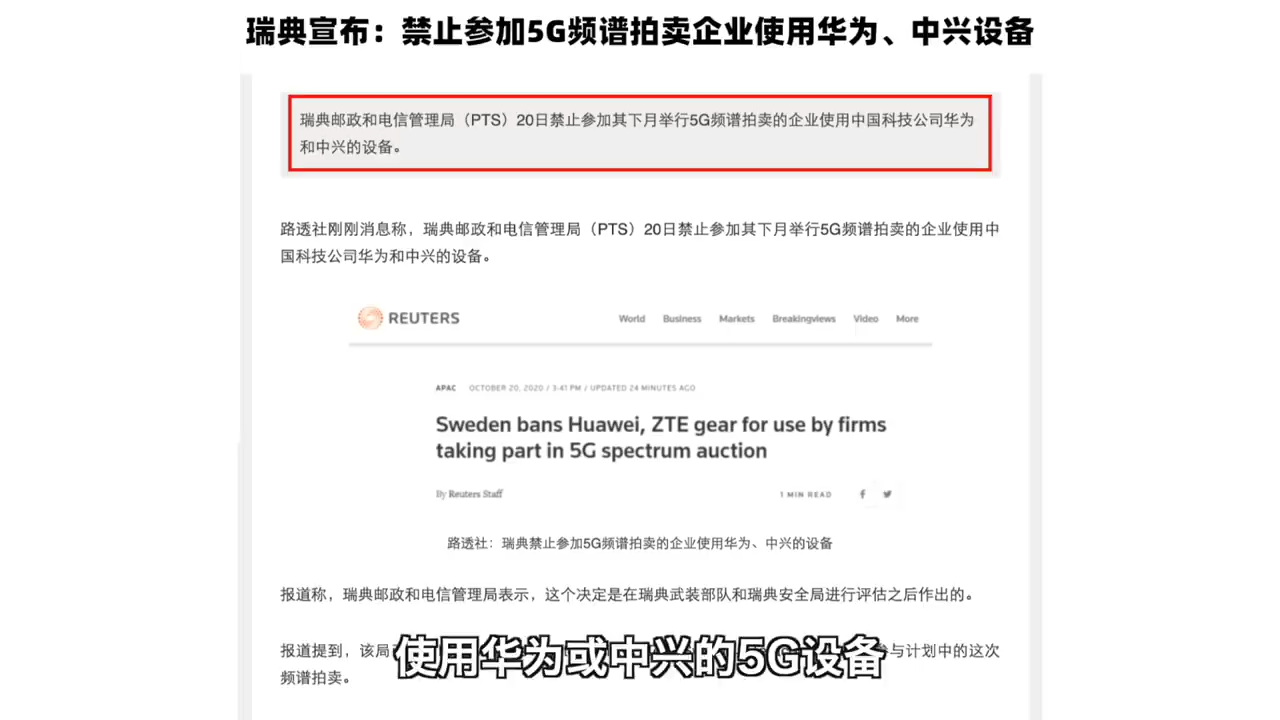 瑞典宣布：禁止参加5G频谱拍卖企业使用华为、中兴设备
瑞典邮政和电信管理局（PTS）20日禁止参加其下月举行5G频谱拍卖的企业使用中国科技公司华为
和中兴的设备。
路透社刚刚消息称，瑞典邮政和电信管理局（PTS）20日禁止参加其下月举行5G频谱拍卖的企业使用中
国科技公司华为和中兴的设备。
REUTERS World Business Markets Breakingviews Video More
APAC OCTOBER 20, 2020 / 3:41 PM / UPDATED 24 MINUTES AGO
Sweden bans Huawei, ZTE gear for use by firms
taking part in 5G spectrum auction
By Reuters Staff 1 MIN READ
路透社：瑞典禁止参加5G频谱拍卖的企业使用华为、中兴的设备
报道称，瑞典邮政和电信管理局表示，这个决定是在瑞典武装部队和瑞典安全局进行评估之后作出的。
报道提到，该局 参与计划中的这次
使用华为或中兴的5G设备
频谱拍卖。